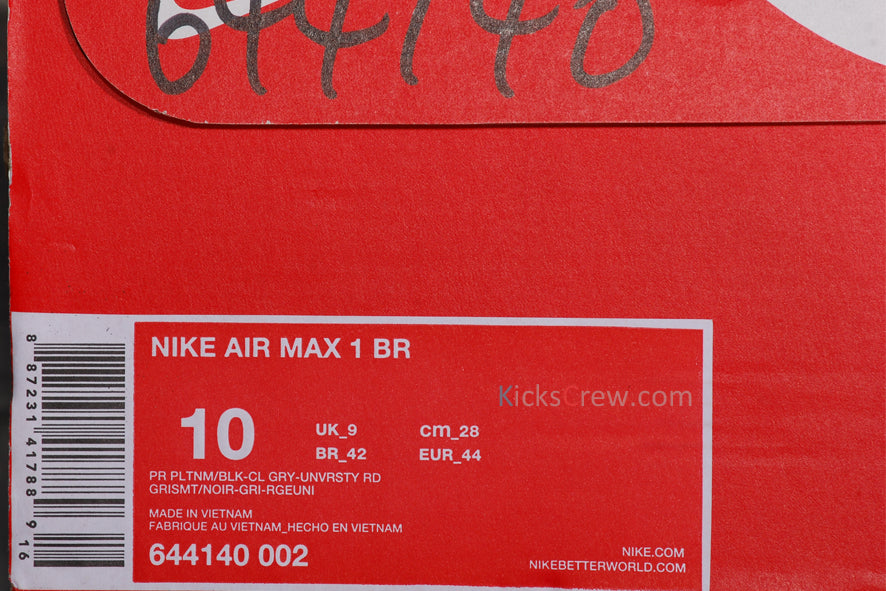 644140
NIKE AIR MAX 1 BR
KicksCrew.com
10
UK_9 cm_28
BR_42 EUR_44
PR PLTNM/BLK-CL GRY-UNVRSTY RD
GRISMT/NOIR-GRI-RGEUNI
MADE IN VIETNAM
FABRIQUE AU VIETNAM_HECHO EN VIETNAM
644140 002
NIKE.COM
NIKEBETTERWORLD.COM
8 87231 41788 9 16